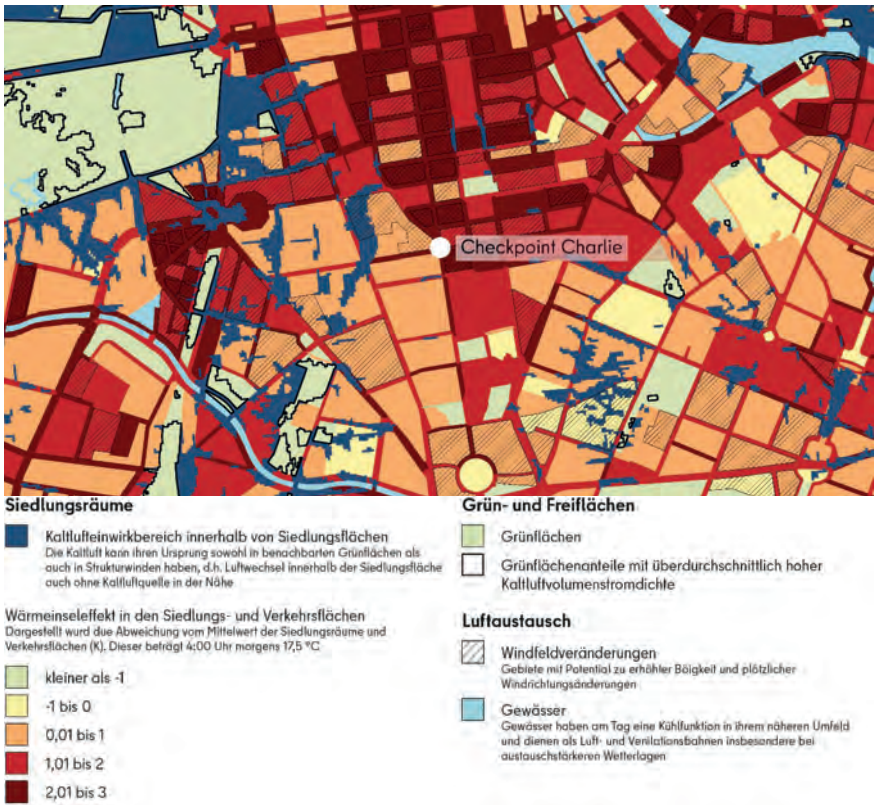 Checkpoint Charlie
Siedlungsräume
Kaltlufteinwirkbereich innerhalb von Siedlungsflächen
Die Kaltluft kann ihren Ursprung sowohl in benachbarten Grünflächen als
auch in Strukturwinden haben, d.h. Luftwechsel innerhalb der Siedlungsfläche
auch ohne Kaltluftquelle in der Nähe
Wärmeinseleffekt in den Siedlungs- und Verkehrsflächen
Dargestellt wurd due Abweichung vom Mittelwert der Siedlungsräume und
Verkehrsflächen (K). Dieser beträgt 4:00 Uhr morgens 17,5 °C
kleiner als -1
-1 bis 0
0,01 bis 1
1,01 bis 2
2,01 bis 3
Grün- und Freiflächen
Grünflächen
Grünflächenanteile mit überdurchschnittlich hoher
Kaltluftvolumenstromdichte
Luftaustausch
Windfeldveränderungen
Gebiete mit Potential zu erhöhter Böigkeit und plötzlicher
Windrichtungsänderungen
Gewässer
Gewässer haben am Tag eine Kühlfunktion in ihrem näheren Umfeld
und dienen als Luft- und Venilationsbahnen insbesondere bei
austauschstärkeren Wetterlagen